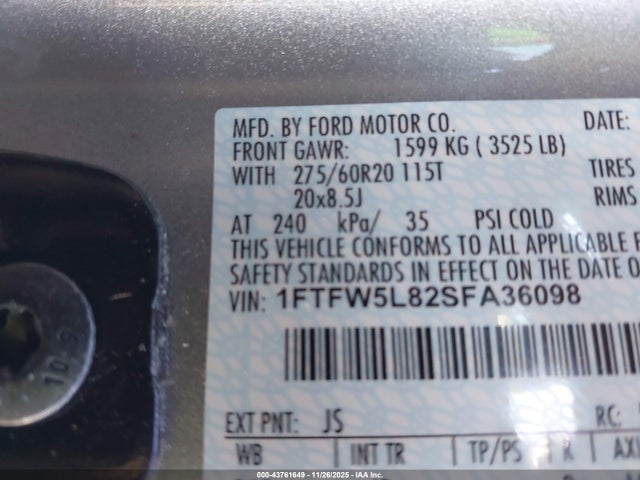 MFD. BY FORD MOTOR CO. DATE:
FRONT GAWR: 1599 KG ( 3525 LB)
WITH 275/60R20 115T TIRES
20x8.5J RIMS
AT 240 kPa/ 35 PSI COLD
THIS VEHICLE CONFORMS TO ALL APPLICABLE
SAFETY STANDARDS IN EFFECT ON THE DATE O
VIN: 1FTFW5L82SFA36098
EXT PNT: JS RC:
WB INT TR TP/PS R AXL
10.9
000-43761649 - 11/26/2025 - IAA Inc.